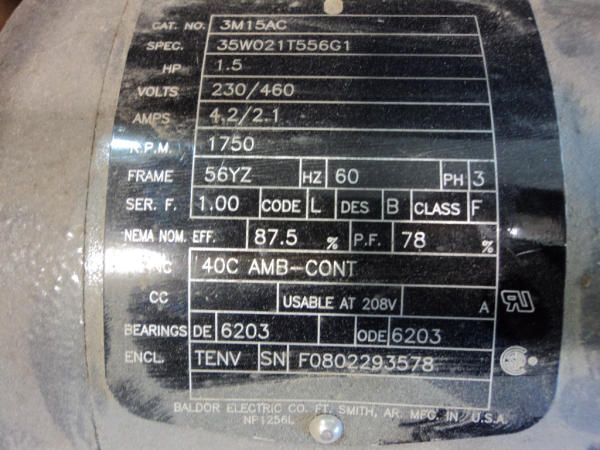 CAT. NO. 3M15AC
SPEC. 35W021T556G1
HP 1.5
VOLTS 230/460
AMPS 4.2/2.1
R.P.M. 1750
FRAME 56YZ HZ 60 PH 3
SER. F. 1.00 CODE L DES B CLASS F
NEMA NOM. EFF. 87.5 % P.F. 78 %
40C AMB-CONT
CC USABLE AT 208V A
BEARINGS DE 6203 ODE 6203
ENCL. TENV SN F0802293578
BALDOR ELECTRIC CO. FT. SMITH, AR. MFG. IN U.S.A.
NP1256L